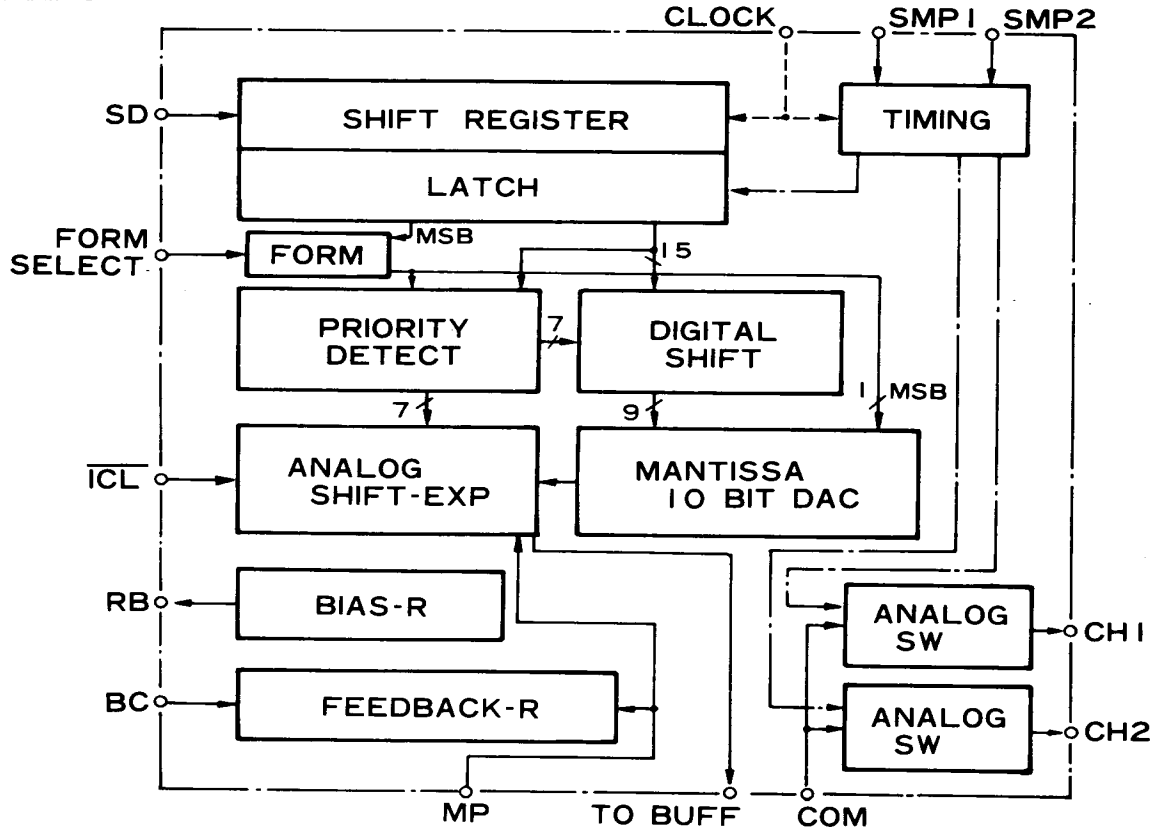 CLOCK
SMP1
SMP2
SD
SHIFT REGISTER
TIMING
LATCH
FORM
SELECT
FORM
MSB
15
PRIORITY
DETECT
7
DIGITAL
SHIFT
7
9
1
MSB
ICL
ANALOG
SHIFT-EXP
MANTISSA
10 BIT DAC
RB
BIAS-R
ANALOG
SW
CH1
BC
FEEDBACK-R
ANALOG
SW
CH2
MP
TO BUFF
COM